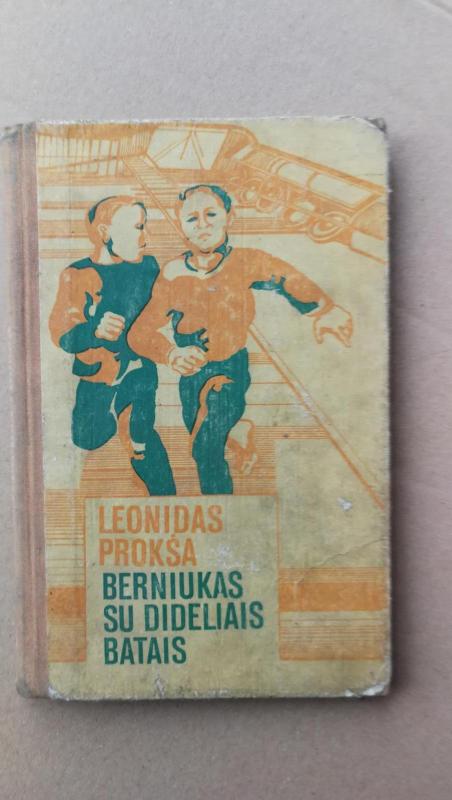 LEONIDAS
PROKŠA
BERNIUKAS
SU DIDELIAIS
BATAIS